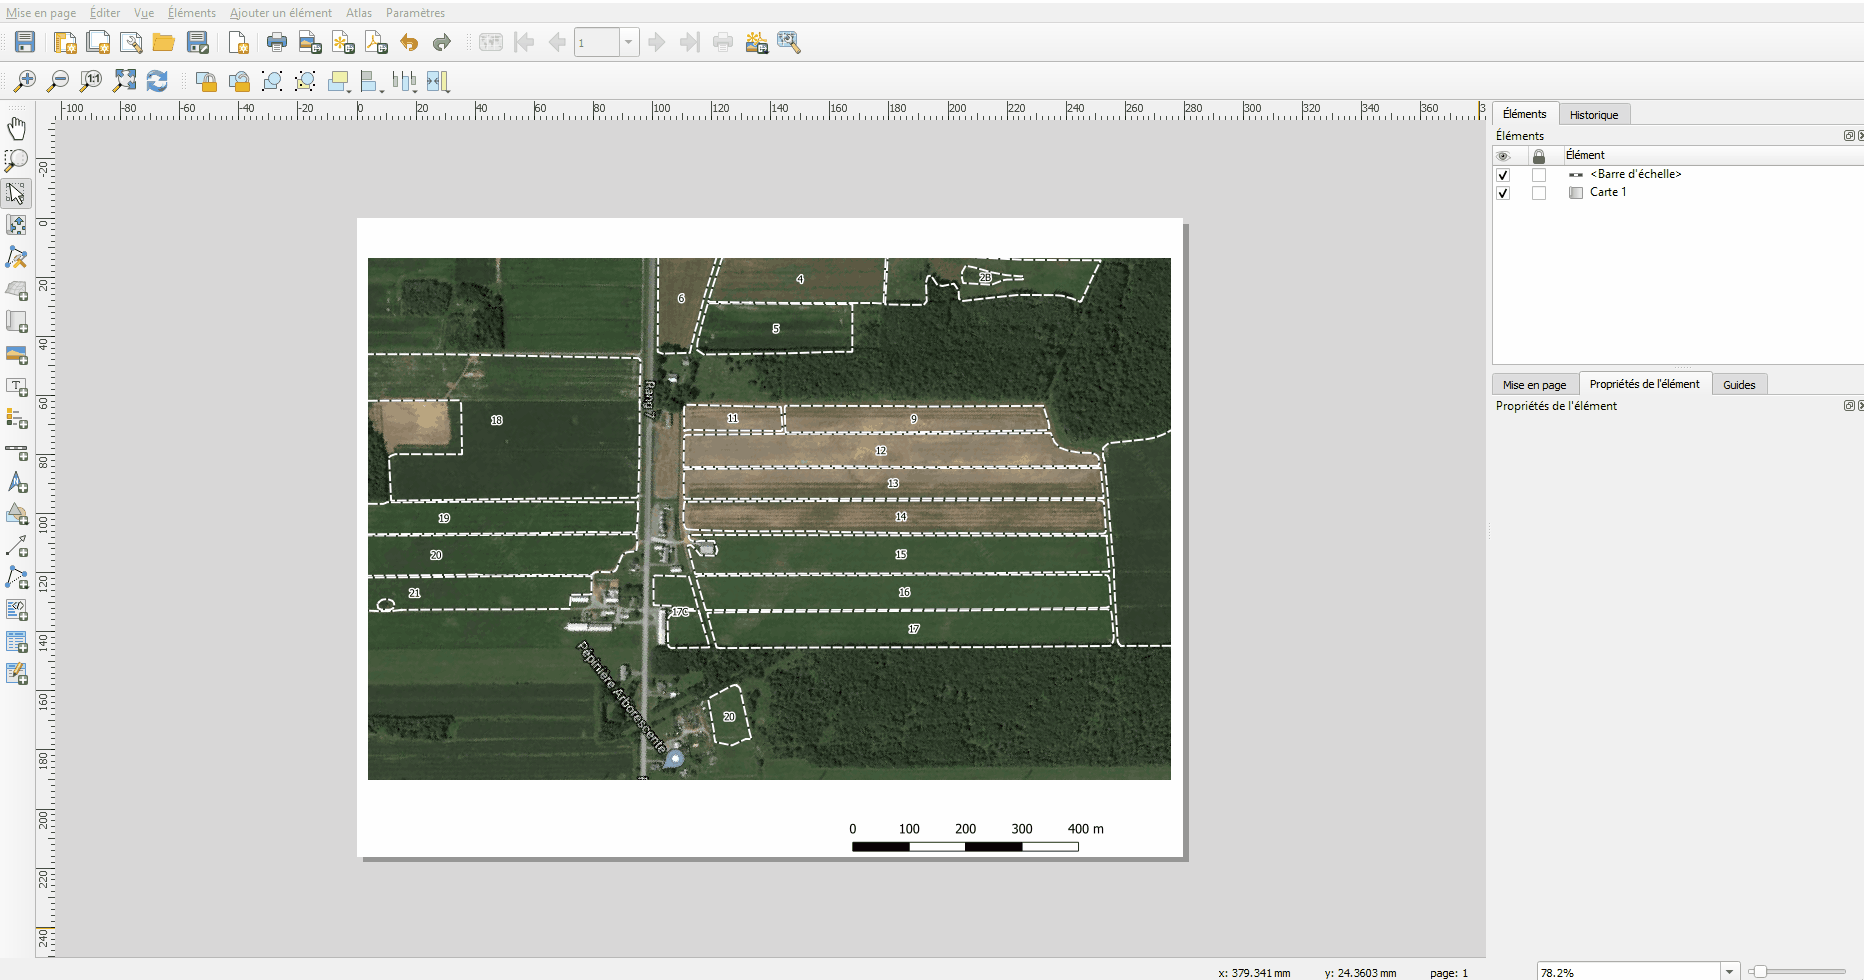 Mise en page Éditer Vue Éléments Ajouter un élément Atlas Paramètres
1
1:1
-100 -80 -60 -40 -20 0 20 40 60 80 100 120 140 160 180 200 220 240 260 280 300 320 340 360 3
-20 0 20 40 60 80 100 120 140 160 180 200 220 240
Éléments Historique
Éléments
Élément
<Barre d'échelle>
Carte 1
Mise en page Propriétés de l'élément Guides
Propriétés de l'élément
4
2B
6
5
Rang 7
18
11
9
12
13
14
19
20
15
21
16
17C
17
Pépinière Arborescente
20
0 100 200 300 400 m
x: 379.341 mm y: 24.3603 mm page: 1 78.2%